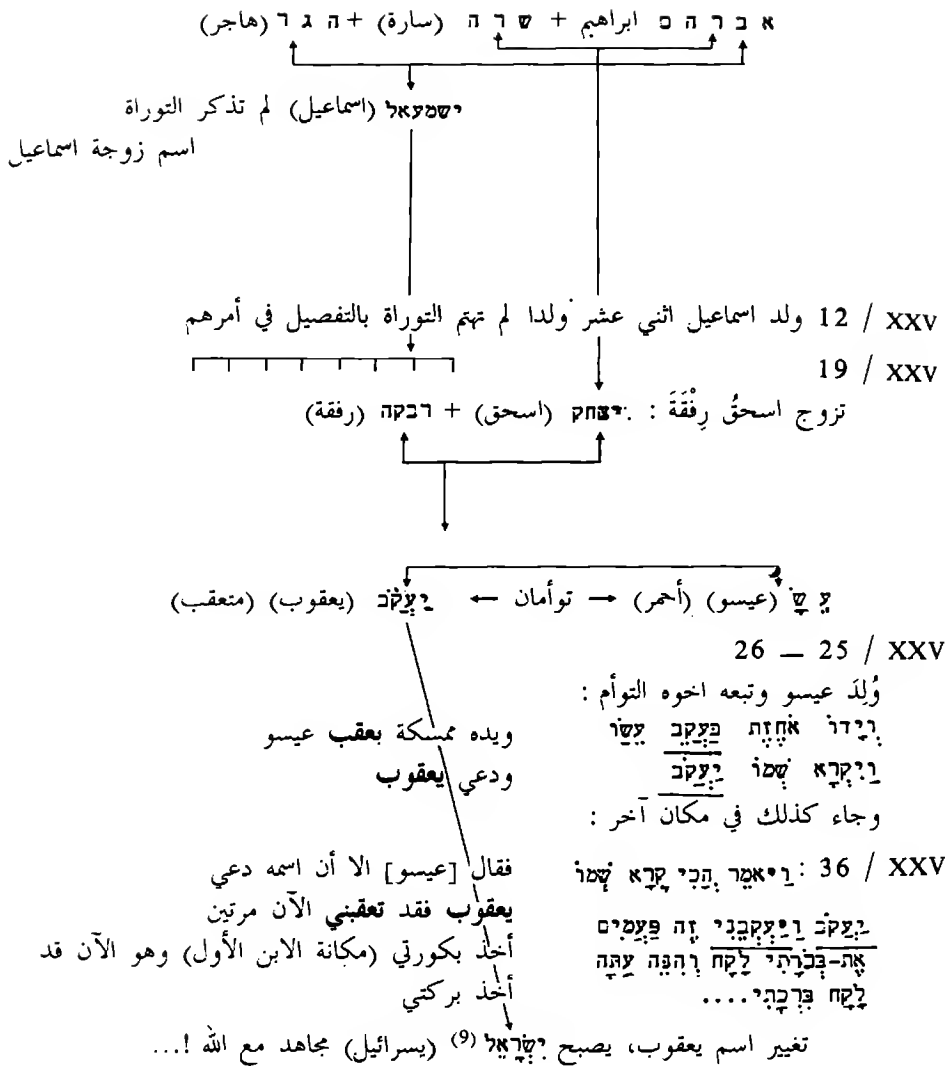 א ב ר ה ם ابراهيم + ש ר ה (سارة) + ה ג ר (هاجر)
ישמעאל (اسماعيل) لم تذكر التوراة
اسم زوجة اسماعيل
XXV / 12 ولد اسماعيل اثني عشر ولدا لم تهتم التوراة بالتفصيل في أمرهم
XXV / 19
تزوج اسحقُ رِفْقَةَ : יצחק (اسحق) + רבקה (رفقة)
עֵ שָׂ (عيسو) (أحمر) → توأمان ← יַעֲקֹב (يعقوب) (متعقب)
XXV / 25 — 26
وُلِدَ عيسو وتبعه اخوه التوأم :
וְיָדוֹ אֹחֶזֶת בַּעֲקֵב עֵשָׂו ويده ممسكة بعقب عيسو
וַיִּקְרָא שְׁמוֹ יַעֲקֹב ودعي يعقوب
وجاء كذلك في مكان آخر :
XXV / 36 : וַיֹּאמֶר הֲכִי קָרָא שְׁמוֹ فقال [عيسو] الا أن اسمه دعي
יַעֲקֹב וַיַּעְקְבֵנִי זֶה פַעֲמַיִם يعقوب فقد تعقبني الآن مرتين
אֶת-בְּכֹרָתִי לָקָח וְהִנֵּה עַתָּה أخذ بكورتي (مكانة الابن الأول) وهو الآن قد
לָקַח בִּרְכָתִי.... أخذ بركتي
تغيير اسم يعقوب، يصبح יִשְׂרָאֵל (9) (يسرائيل) مجاهد مع الله !...